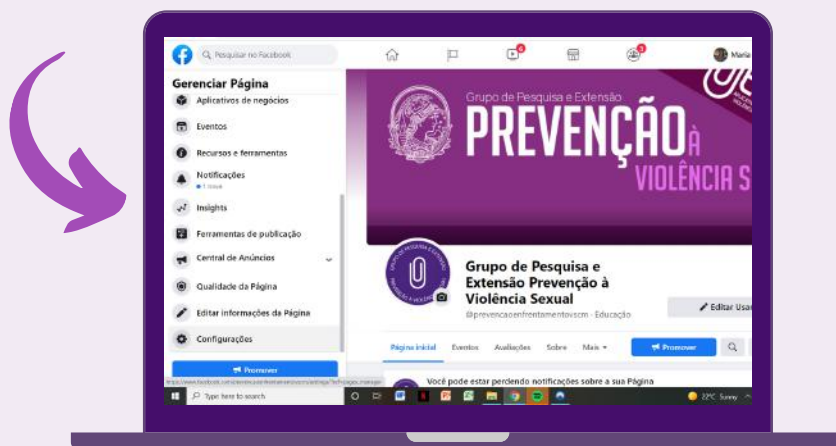 Pesquisar no Facebook
4
Maria
Gerenciar Página
Aplicativos de negócios
Eventos
Recursos e ferramentas
Notificações
Insights
Ferramentas de publicação
Central de Anúncios
Qualidade da Página
Editar informações da Página
Configurações
Promover
Grupo de Pesquisa e Extensão
PREVENÇÃO À
VIOLÊNCIA S
Grupo de Pesquisa e
Extensão Prevenção à
Violência Sexual
@prevencaoenfrentamentovscm · Educação
Editar Usar
Página inicial Eventos Avaliações Sobre Mais
Promover
Você pode estar perdendo notificações sobre a sua Página
Type here to search
22°C Sunny